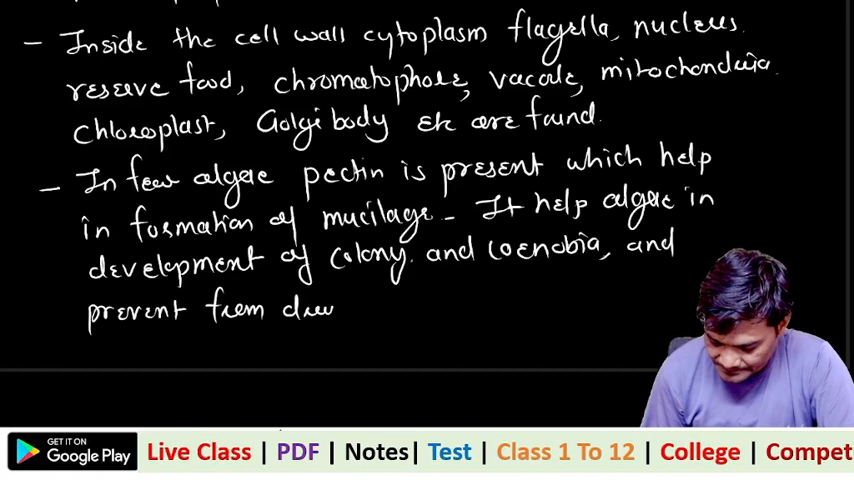 – Inside the cell wall cytoplasm flagella, nucleus.
reserve food, chromatophore, vacale, mitochondria.
chloroplast, Golgi body etc are found.
– In few algae pectin is present which help
in formation of mucilage. It help algae in
development of colony. and coenobia, and
prevent from
GET IT ON
Google Play
Live Class | PDF | Notes| Test | Class 1 To 12 | College | Compet